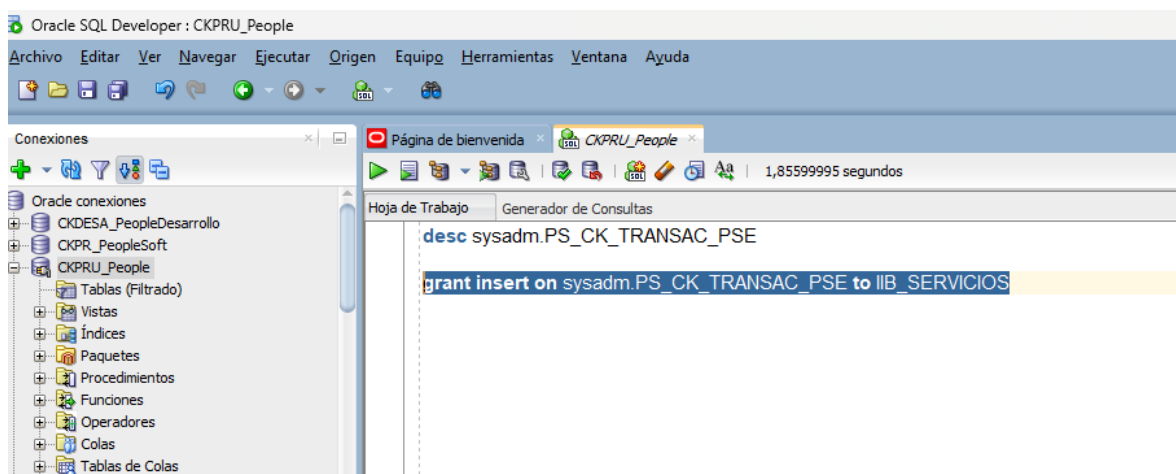 Oracle SQL Developer : CKPRU_People
Archivo Editar Ver Navegar Ejecutar Origen Equipo Herramientas Ventana Ayuda
Conexiones
Página de bienvenida
CKPRU_People
1,85599995 segundos
Oracle conexiones
CKDESA_PeopleDesarrollo
CKPR_PeopleSoft
CKPRU_People
Tablas (Filtrado)
Vistas
Índices
Paquetes
Procedimientos
Funciones
Operadores
Colas
Tablas de Colas
Hoja de Trabajo
Generador de Consultas
desc sysadm.PS_CK_TRANSAC_PSE
grant insert on sysadm.PS_CK_TRANSAC_PSE to IIB_SERVICIOS